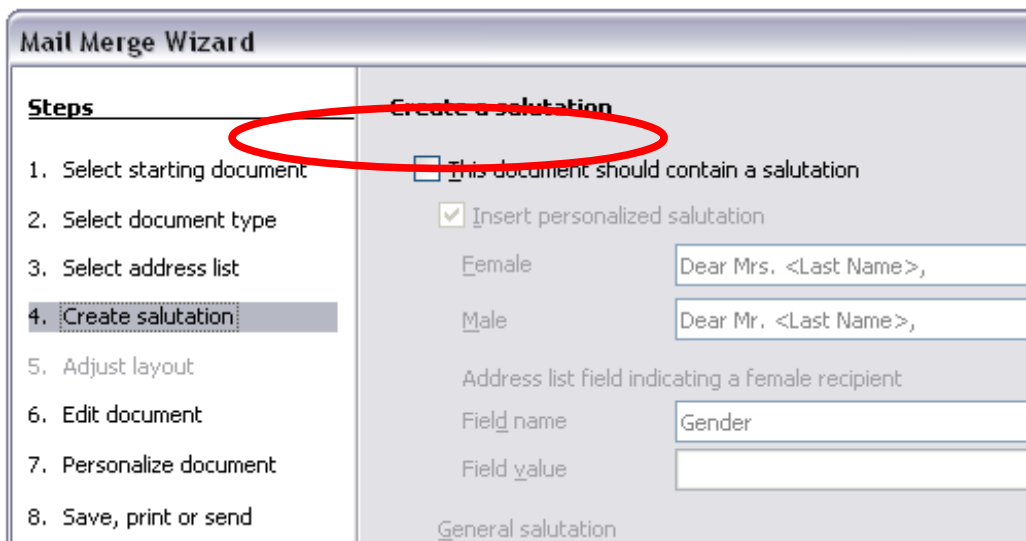 Mail Merge Wizard
Steps
1. Select starting document
2. Select document type
3. Select address list
4. Create salutation
5. Adjust layout
6. Edit document
7. Personalize document
8. Save, print or send
Create a salutation
This document should contain a salutation
Insert personalized salutation
Female Dear Mrs. <Last Name>,
Male Dear Mr. <Last Name>,
Address list field indicating a female recipient
Field name Gender
Field value
General salutation